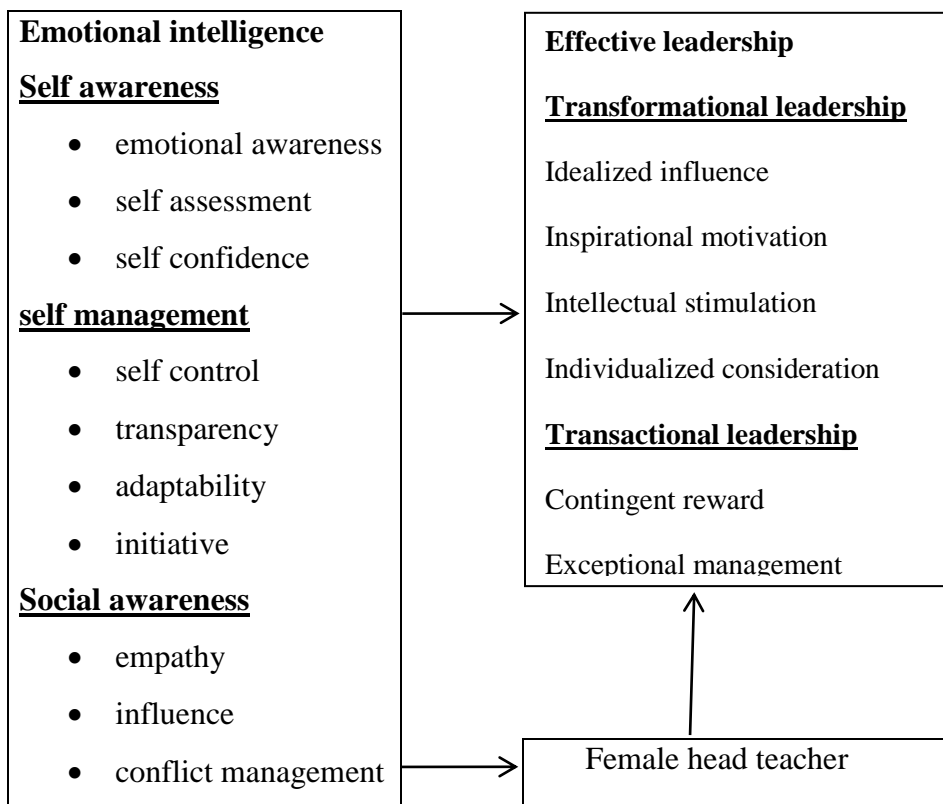 Emotional intelligence
Self awareness
• emotional awareness
• self assessment
• self confidence
self management
• self control
• transparency
• adaptability
• initiative
Social awareness
• empathy
• influence
• conflict management
Effective leadership
Transformational leadership
Idealized influence
Inspirational motivation
Intellectual stimulation
Individualized consideration
Transactional leadership
Contingent reward
Exceptional management
Female head teacher